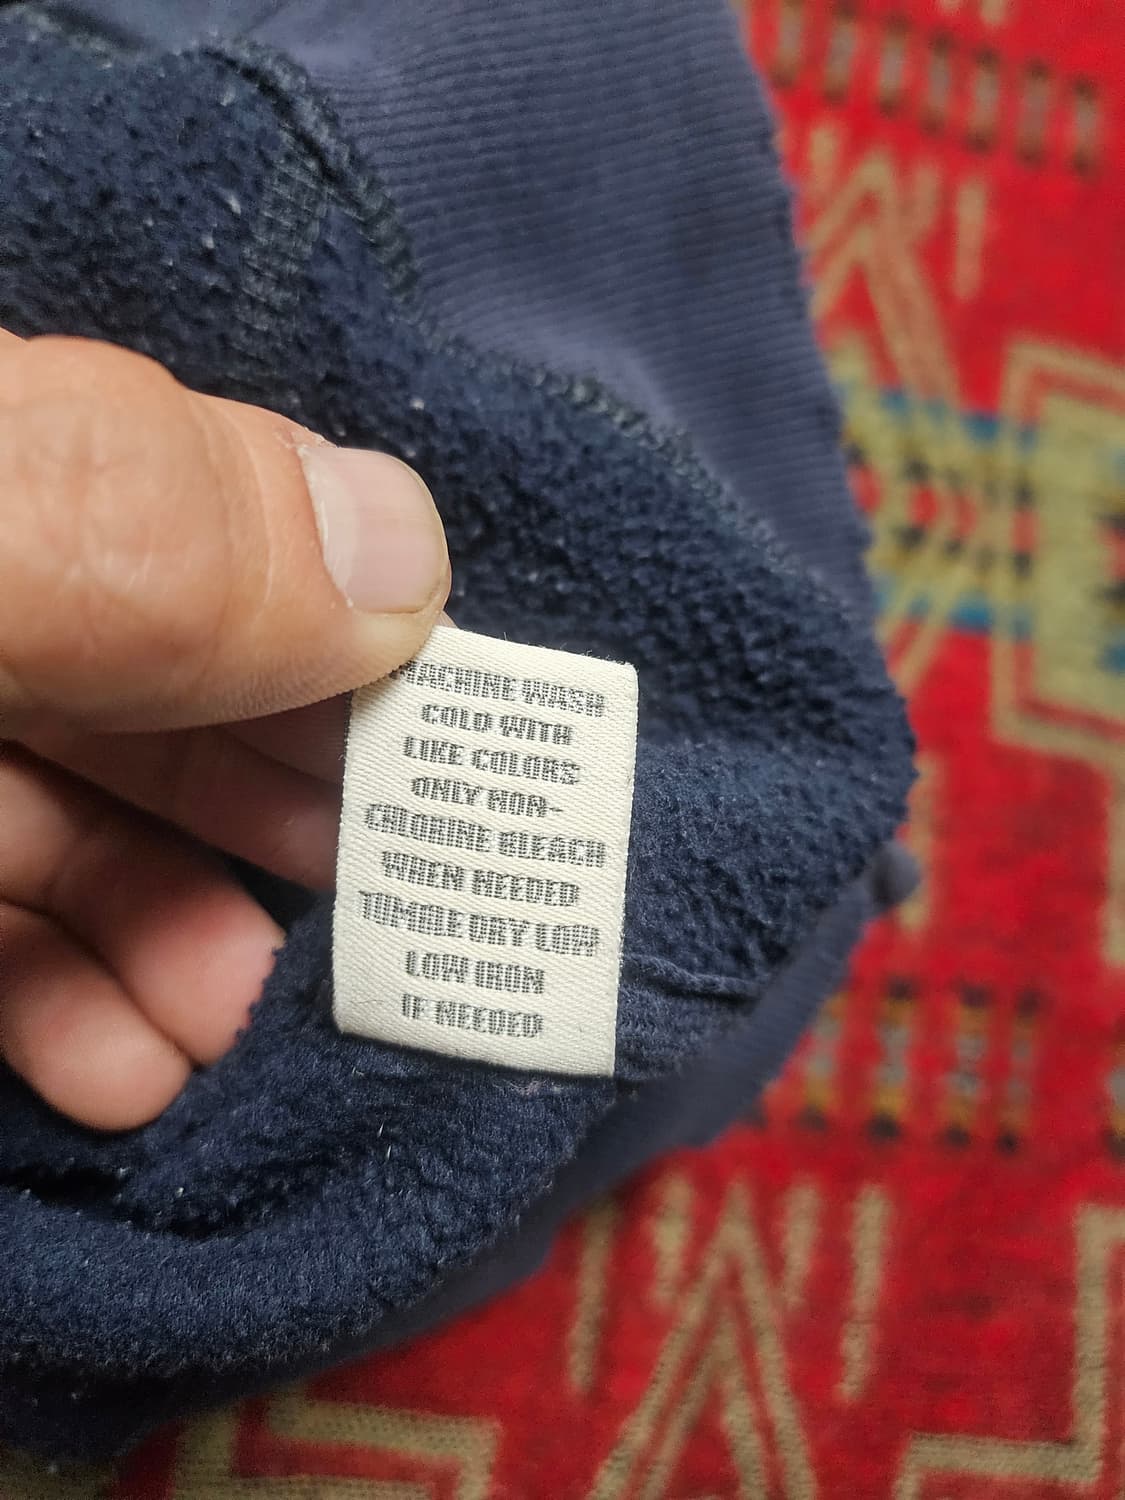 MACHINE WASH
COLD WITH
LIKE COLORS
ONLY NON-
CHLORINE BLEACH
WHEN NEEDED
TUMBLE DRY LOW
LOW IRON
IF NEEDED